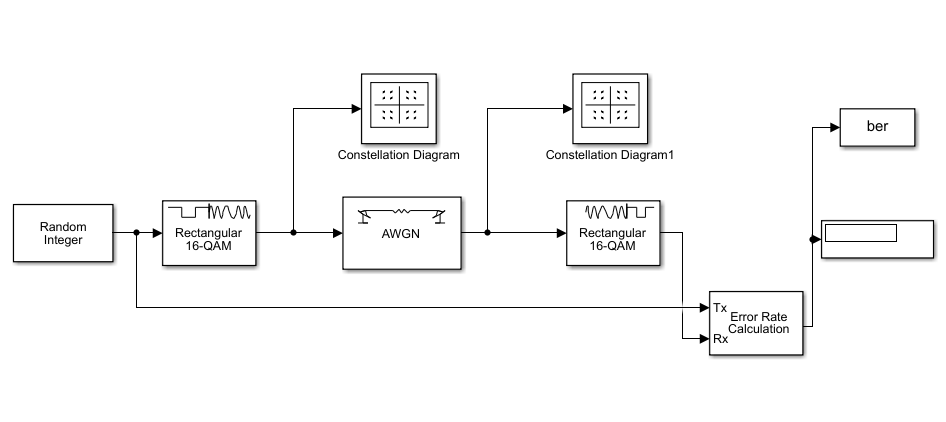 Constellation Diagram
Constellation Diagram1
ber
Random
Integer
Rectangular
16-QAM
AWGN
Rectangular
16-QAM
Tx
Error Rate
Calculation
Rx